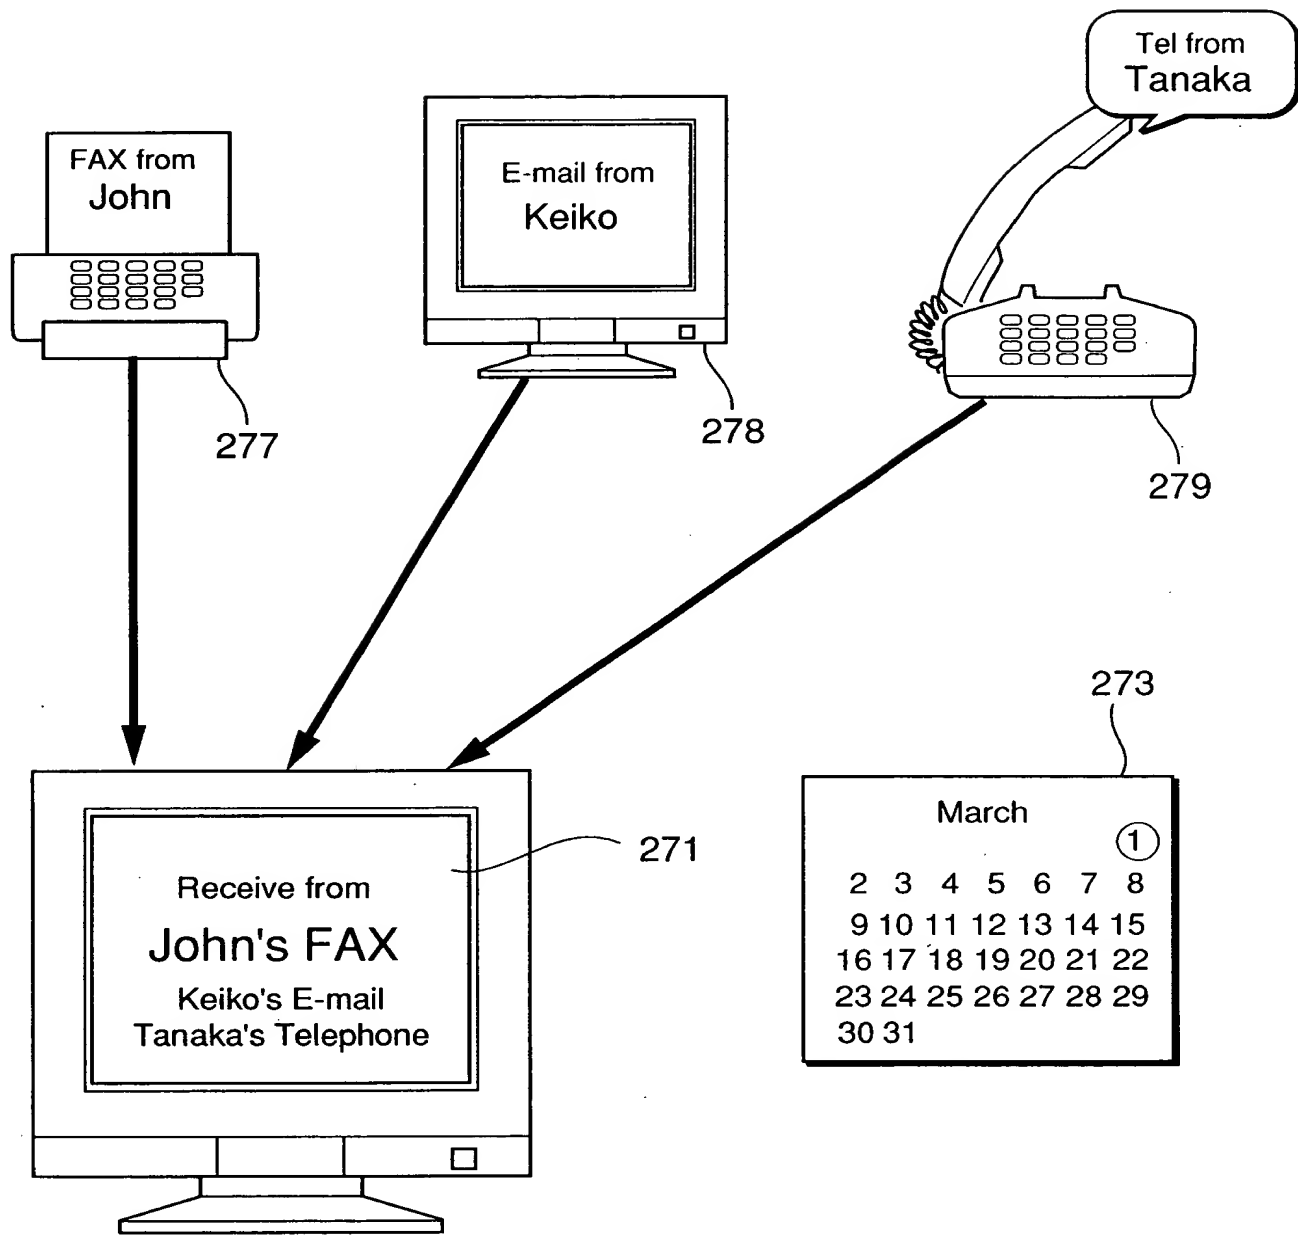 Tel from
Tanaka
FAX from
John
E-mail from
Keiko
277
278
279
273
271
Receive from
John's FAX
Keiko's E-mail
Tanaka's Telephone
March
1
2 3 4 5 6 7 8
9 10 11 12 13 14 15
16 17 18 19 20 21 22
23 24 25 26 27 28 29
30 31